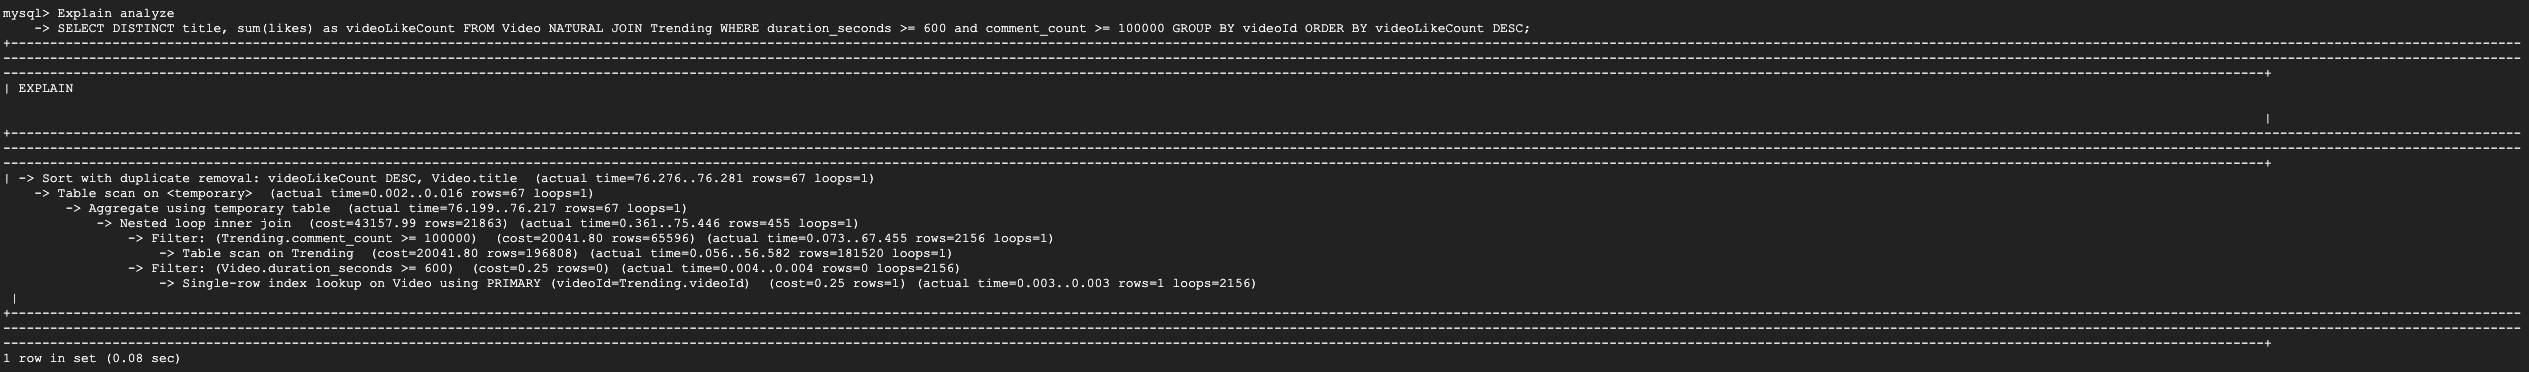 mysql> Explain analyze
    -> SELECT DISTINCT title, sum(likes) as videoLikeCount FROM Video NATURAL JOIN Trending WHERE duration_seconds >= 600 and comment_count >= 100000 GROUP BY videoId ORDER BY videoLikeCount DESC;
| EXPLAIN
|
| -> Sort with duplicate removal: videoLikeCount DESC, Video.title  (actual time=76.276..76.281 rows=67 loops=1)
    -> Table scan on <temporary>  (actual time=0.002..0.016 rows=67 loops=1)
        -> Aggregate using temporary table  (actual time=76.199..76.217 rows=67 loops=1)
            -> Nested loop inner join  (cost=43157.99 rows=21863) (actual time=0.361..75.446 rows=455 loops=1)
                -> Filter: (Trending.comment_count >= 100000)  (cost=20041.80 rows=65596) (actual time=0.073..67.455 rows=2156 loops=1)
                    -> Table scan on Trending  (cost=20041.80 rows=196808) (actual time=0.056..56.582 rows=181520 loops=1)
                -> Filter: (Video.duration_seconds >= 600)  (cost=0.25 rows=0) (actual time=0.004..0.004 rows=0 loops=2156)
                    -> Single-row index lookup on Video using PRIMARY (videoId=Trending.videoId)  (cost=0.25 rows=1) (actual time=0.003..0.003 rows=1 loops=2156)
 |
1 row in set (0.08 sec)